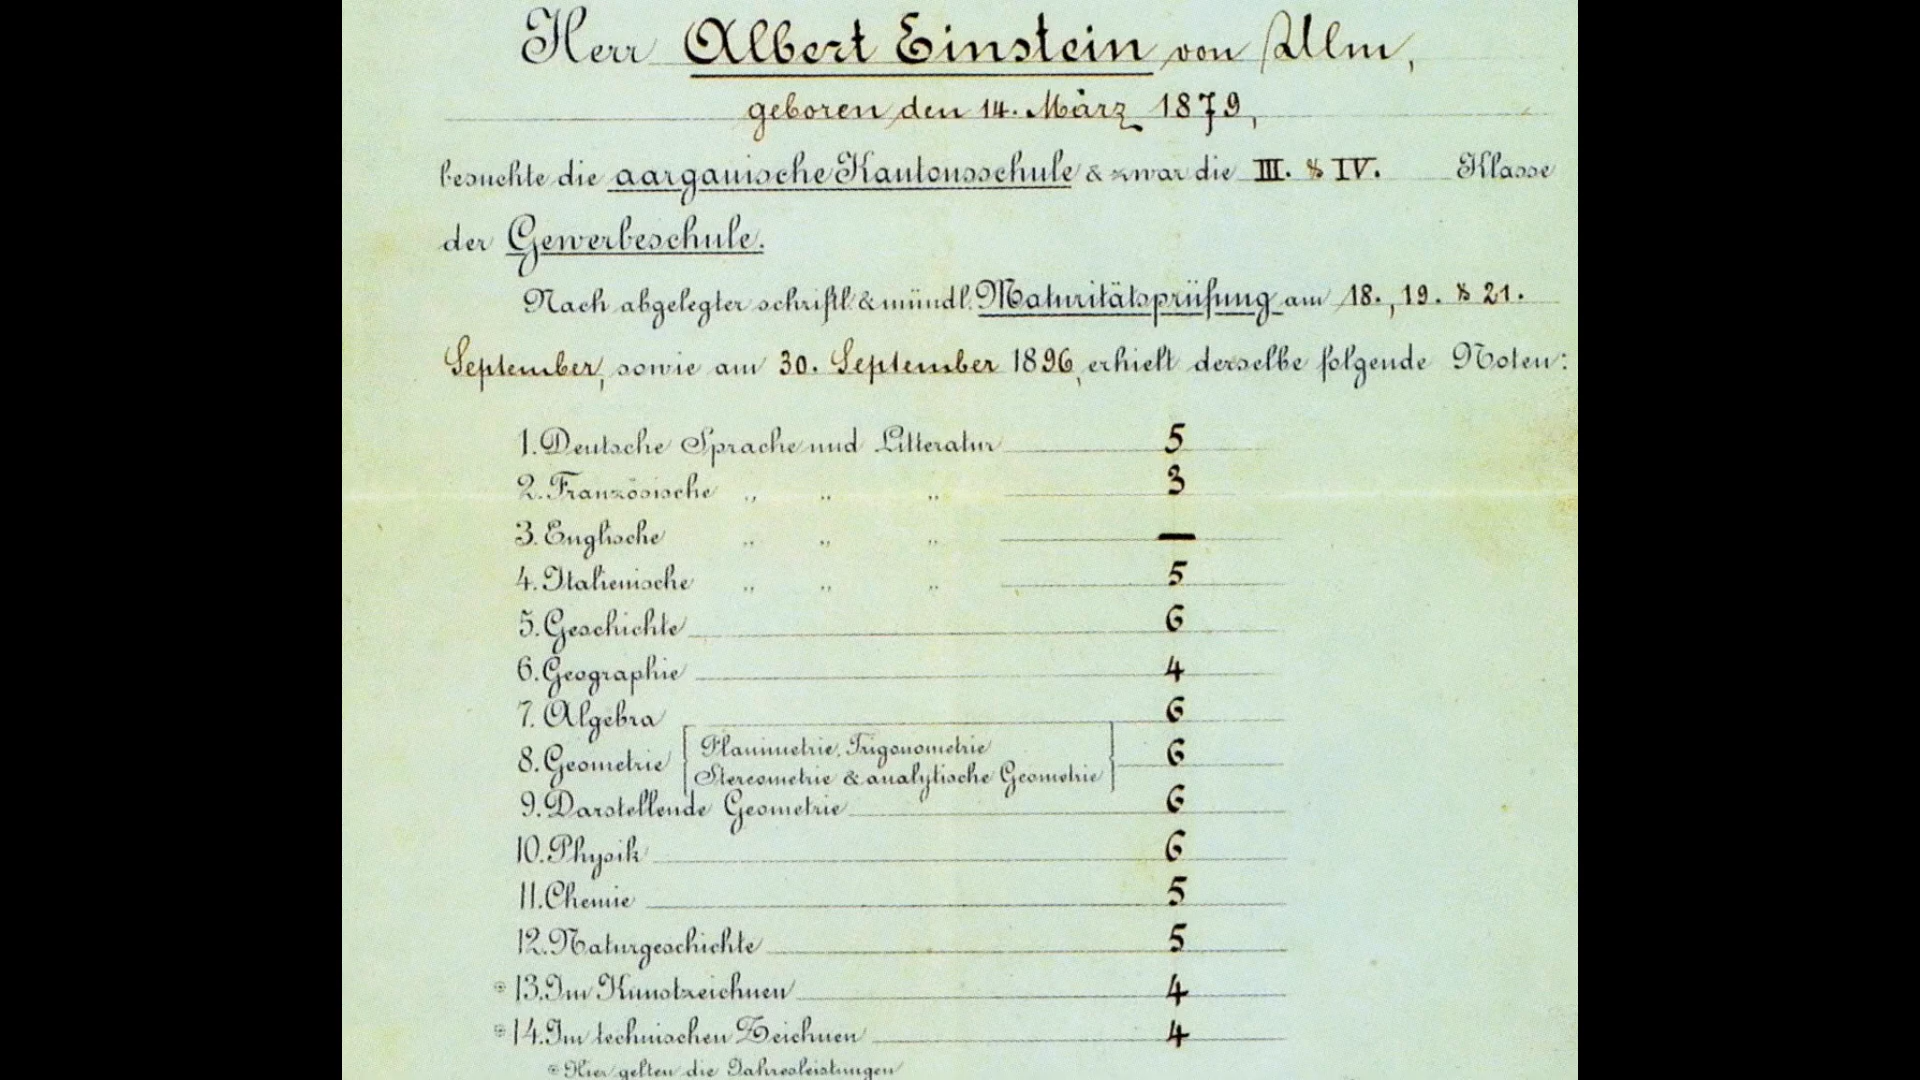 Herr Albert Einstein von Ulm,
geboren den 14. März 1879,
besuchte die aargauische Kantonsschule & zwar die III. & IV. Klasse
der Gewerbeschule.
Nach abgelegter schriftl. & mündl. Maturitätsprüfung am 18., 19. & 21.
September, sowie am 30. September 1896, erhielt derselbe folgende Noten:
1. Deutsche Sprache und Litteratur 5
2. Französische " " " 3
3. Englische " " " —
4. Italienische " " " 5
5. Geschichte 6
6. Geographie 4
7. Algebra 6
8. Geometrie [Planimetrie, Trigonometrie
Stereometrie & analytische Geometrie] 6
9. Darstellende Geometrie 6
10. Physik 6
11. Chemie 5
12. Naturgeschichte 5
* 13. Im Kunstzeichnen 4
* 14. Im technischen Zeichnen 4
* Hier gelten die Jahresleistungen